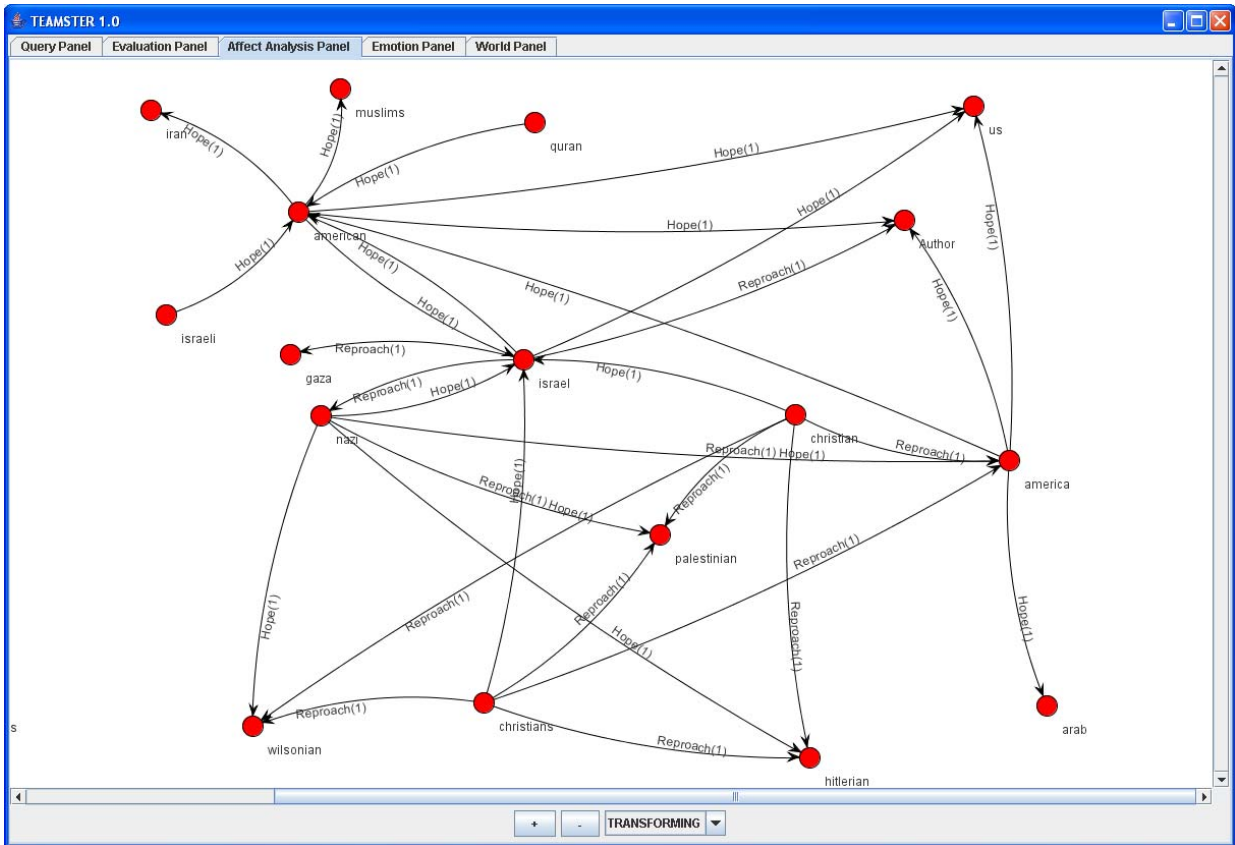 TEAMSTER 1.0
Query Panel Evaluation Panel Affect Analysis Panel Emotion Panel World Panel
muslims
iran
Hope(1)
Hope(1)
quran
us
Hope(1)
Hope(1)
american
Hope(1)
Hope(1)
Author
Hope(1)
Hope(1)
Hope(1)
Reproach(1)
Hope(1)
Hope(1)
Hope(1)
Hope(1)
israeli
Reproach(1)
gaza
israel
Hope(1)
Reproach(1)
Hope(1)
nazi
christian
Reproach(1) Hope(1)
Reproach(1)
america
Hope(1)
Reproach(1)
Reproach(1) Hope(1)
palestinian
Reproach(1)
Reproach(1)
Hope(1)
Reproach(1)
Hope(1)
Reproach(1)
Hope(1)
Reproach(1)
christians
arab
s
wilsonian
Reproach(1)
hitlerian
+ - TRANSFORMING